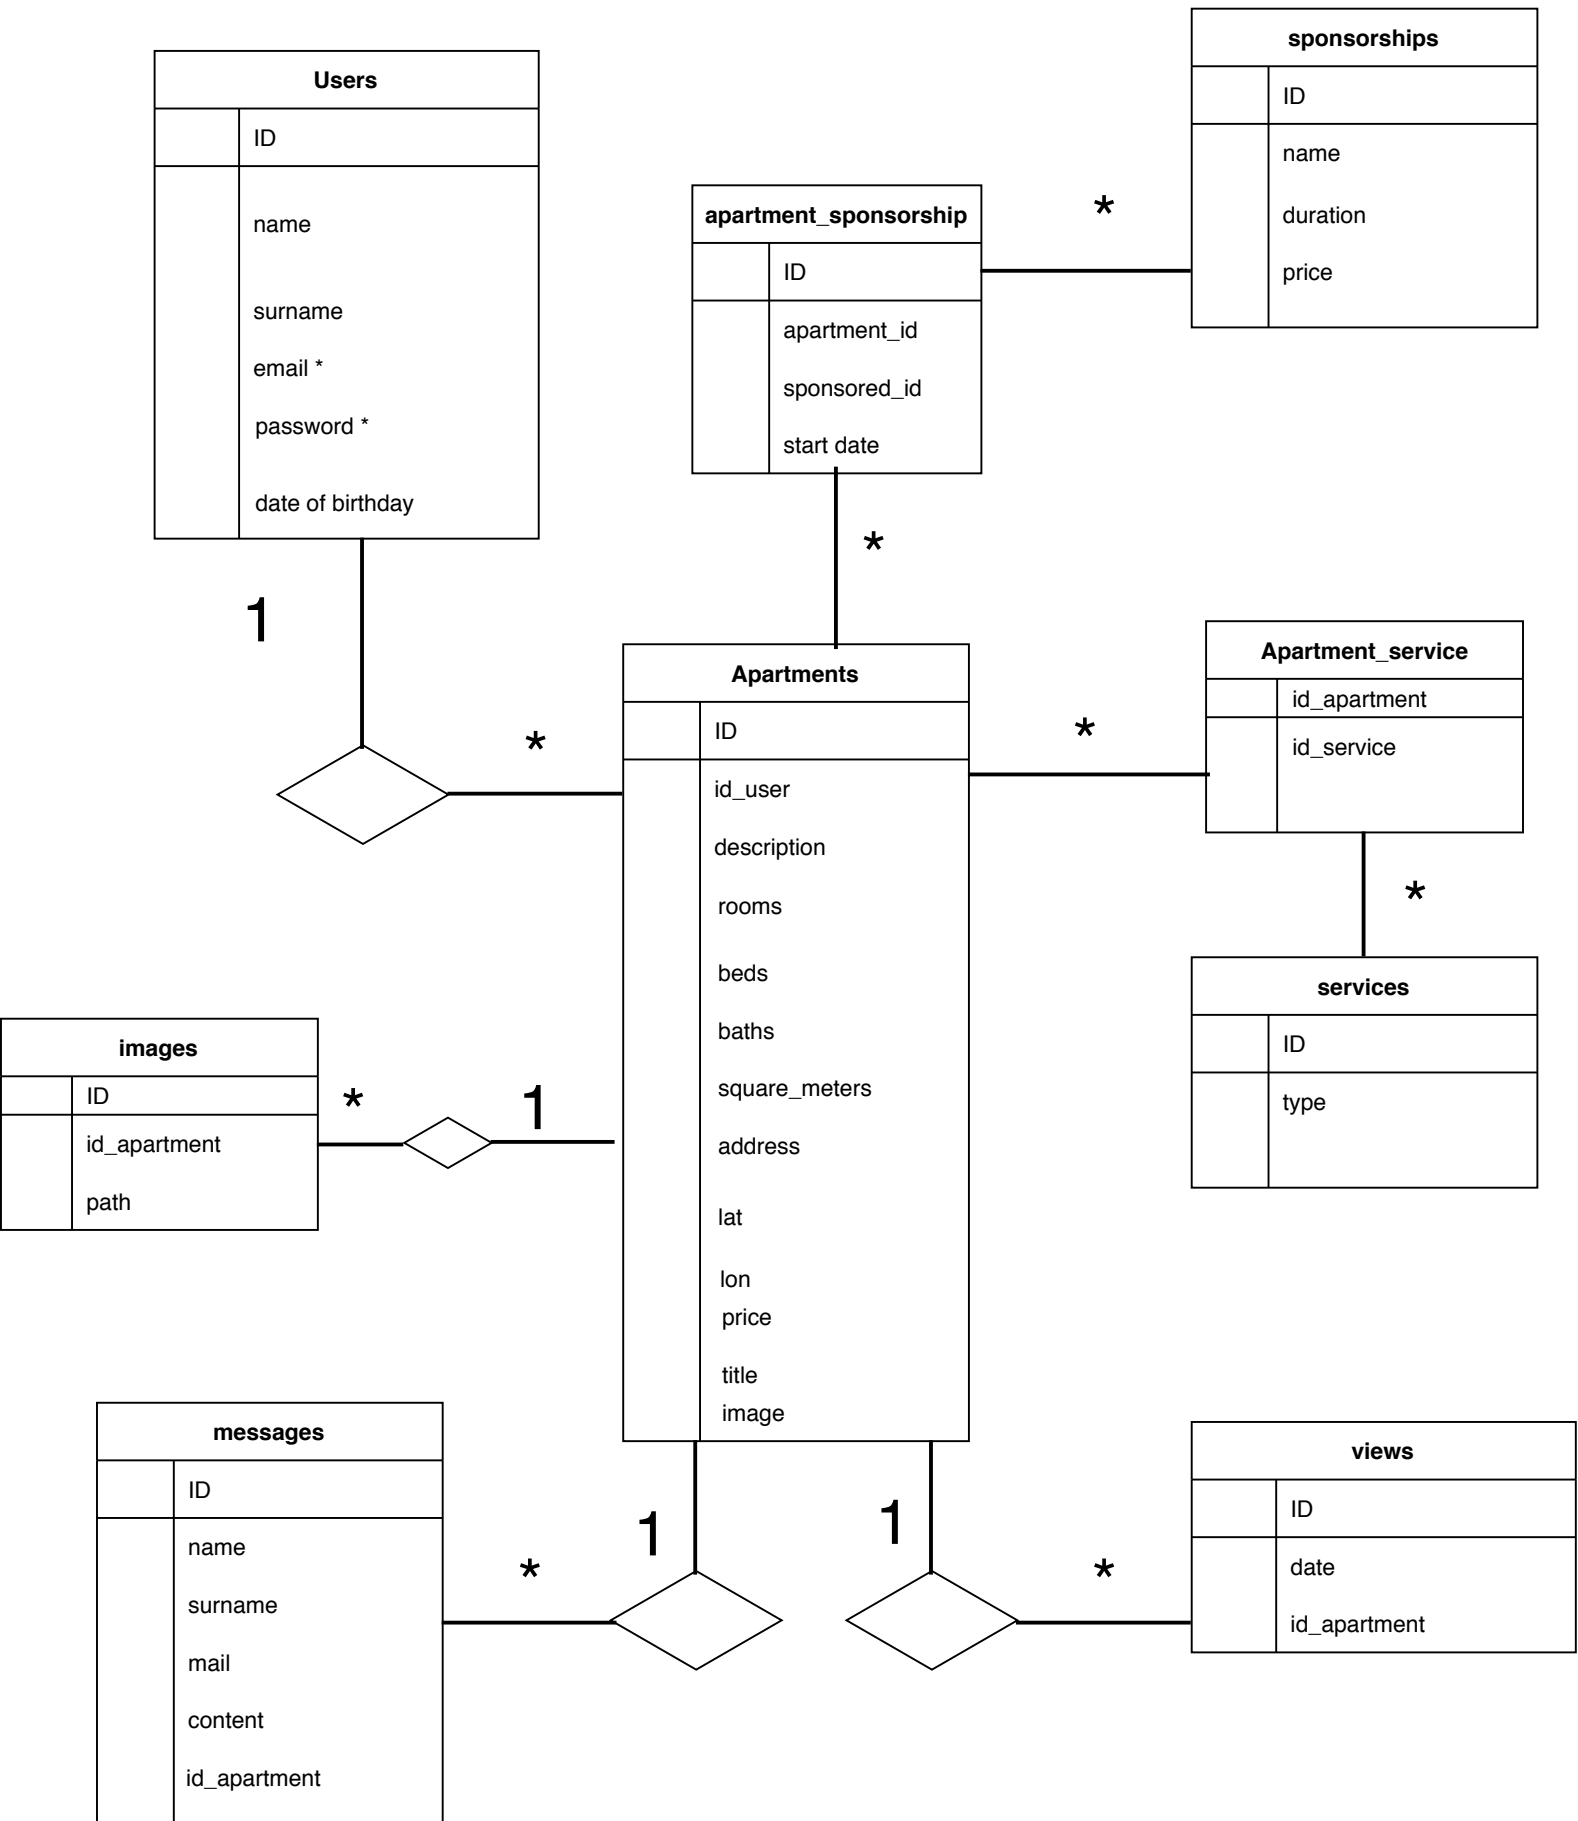 Users
ID
name
surname
email *
password *
date of birthday
sponsorships
ID
name
duration
price
apartment_sponsorship
ID
apartment_id
sponsored_id
start date
*
*
1
*
Apartments
ID
id_user
description
rooms
beds
baths
square_meters
address
lat
lon
price
title
image
*
Apartment_service
id_apartment
id_service
*
services
ID
type
images
ID
id_apartment
path
*
1
messages
ID
name
surname
mail
content
id_apartment
*
1
1
*
views
ID
date
id_apartment